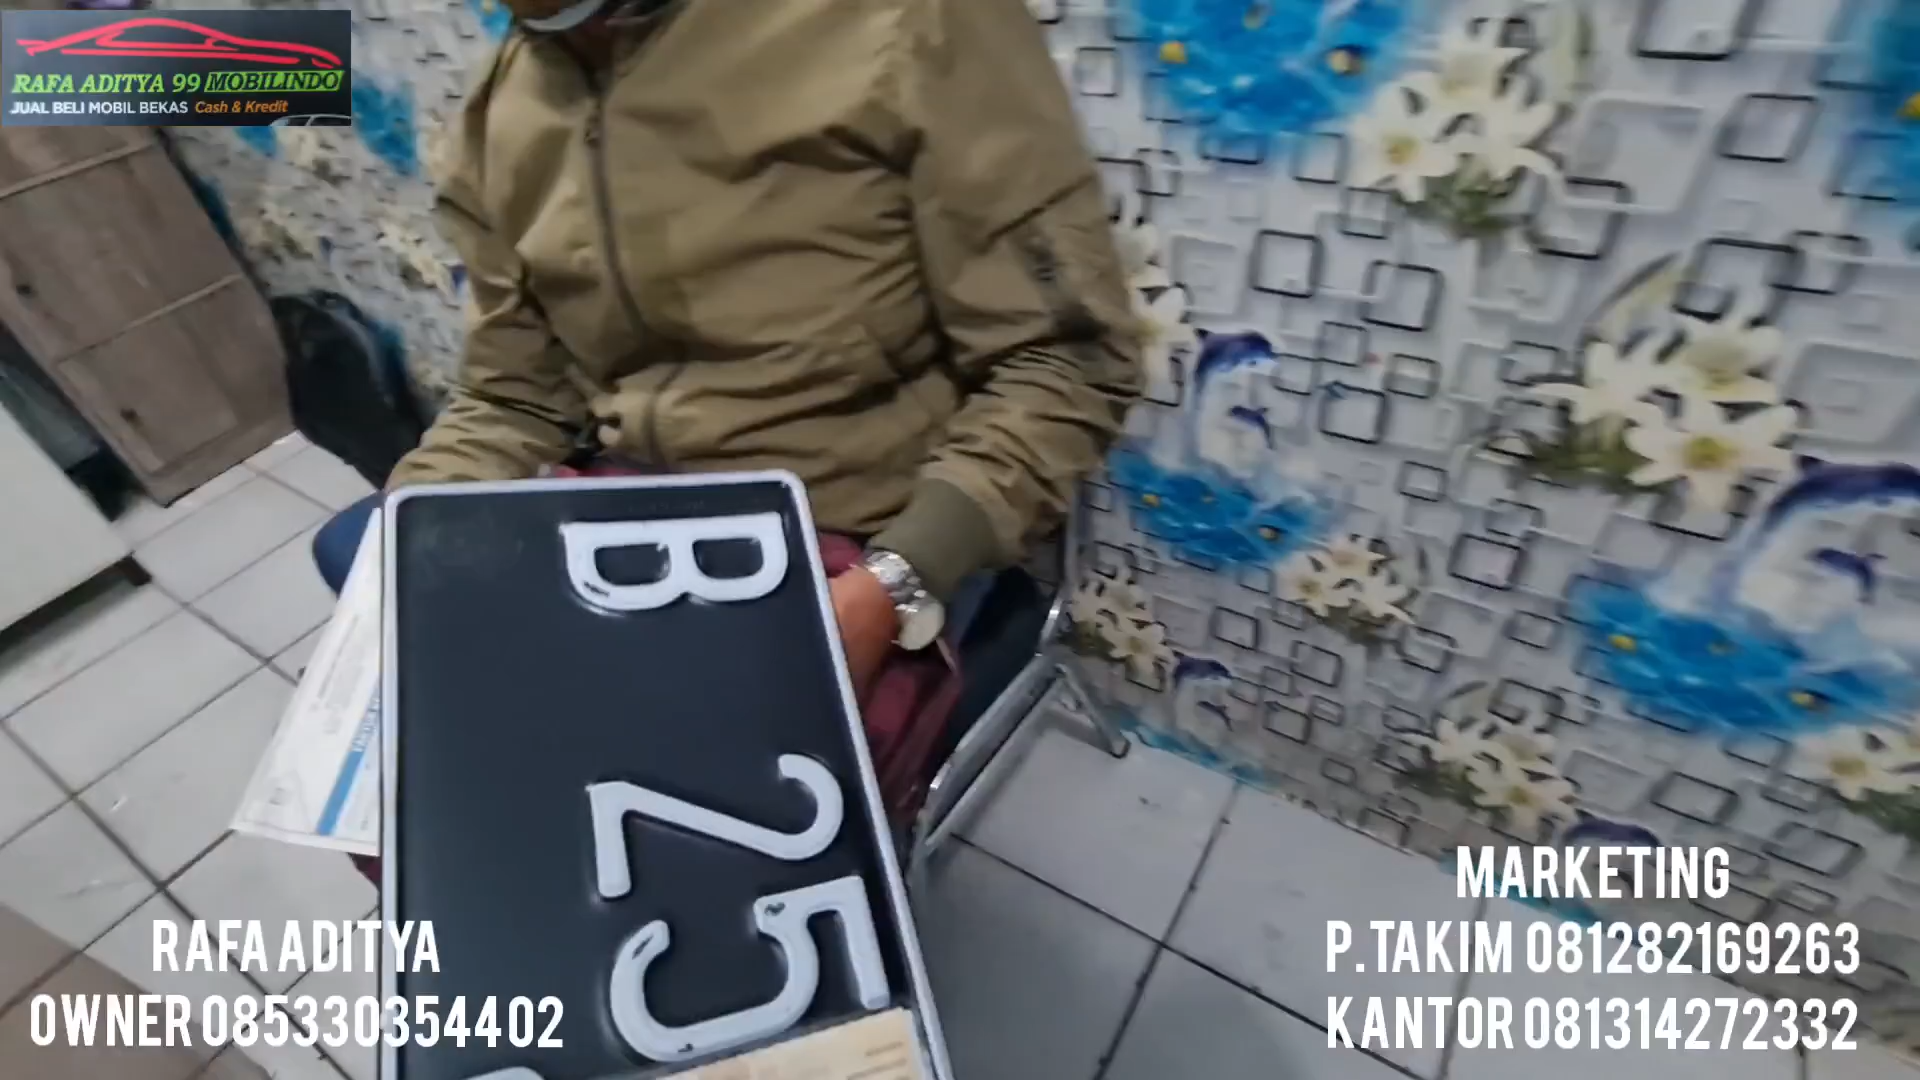 RAFA ADITYA 99 MOBILINDO
JUAL BELI MOBIL BEKAS Cash & Kredit
B 25
RAFA ADITYA
OWNER 085330354402
MARKETING
P.TAKIM 081282169263
KANTOR 081314272332